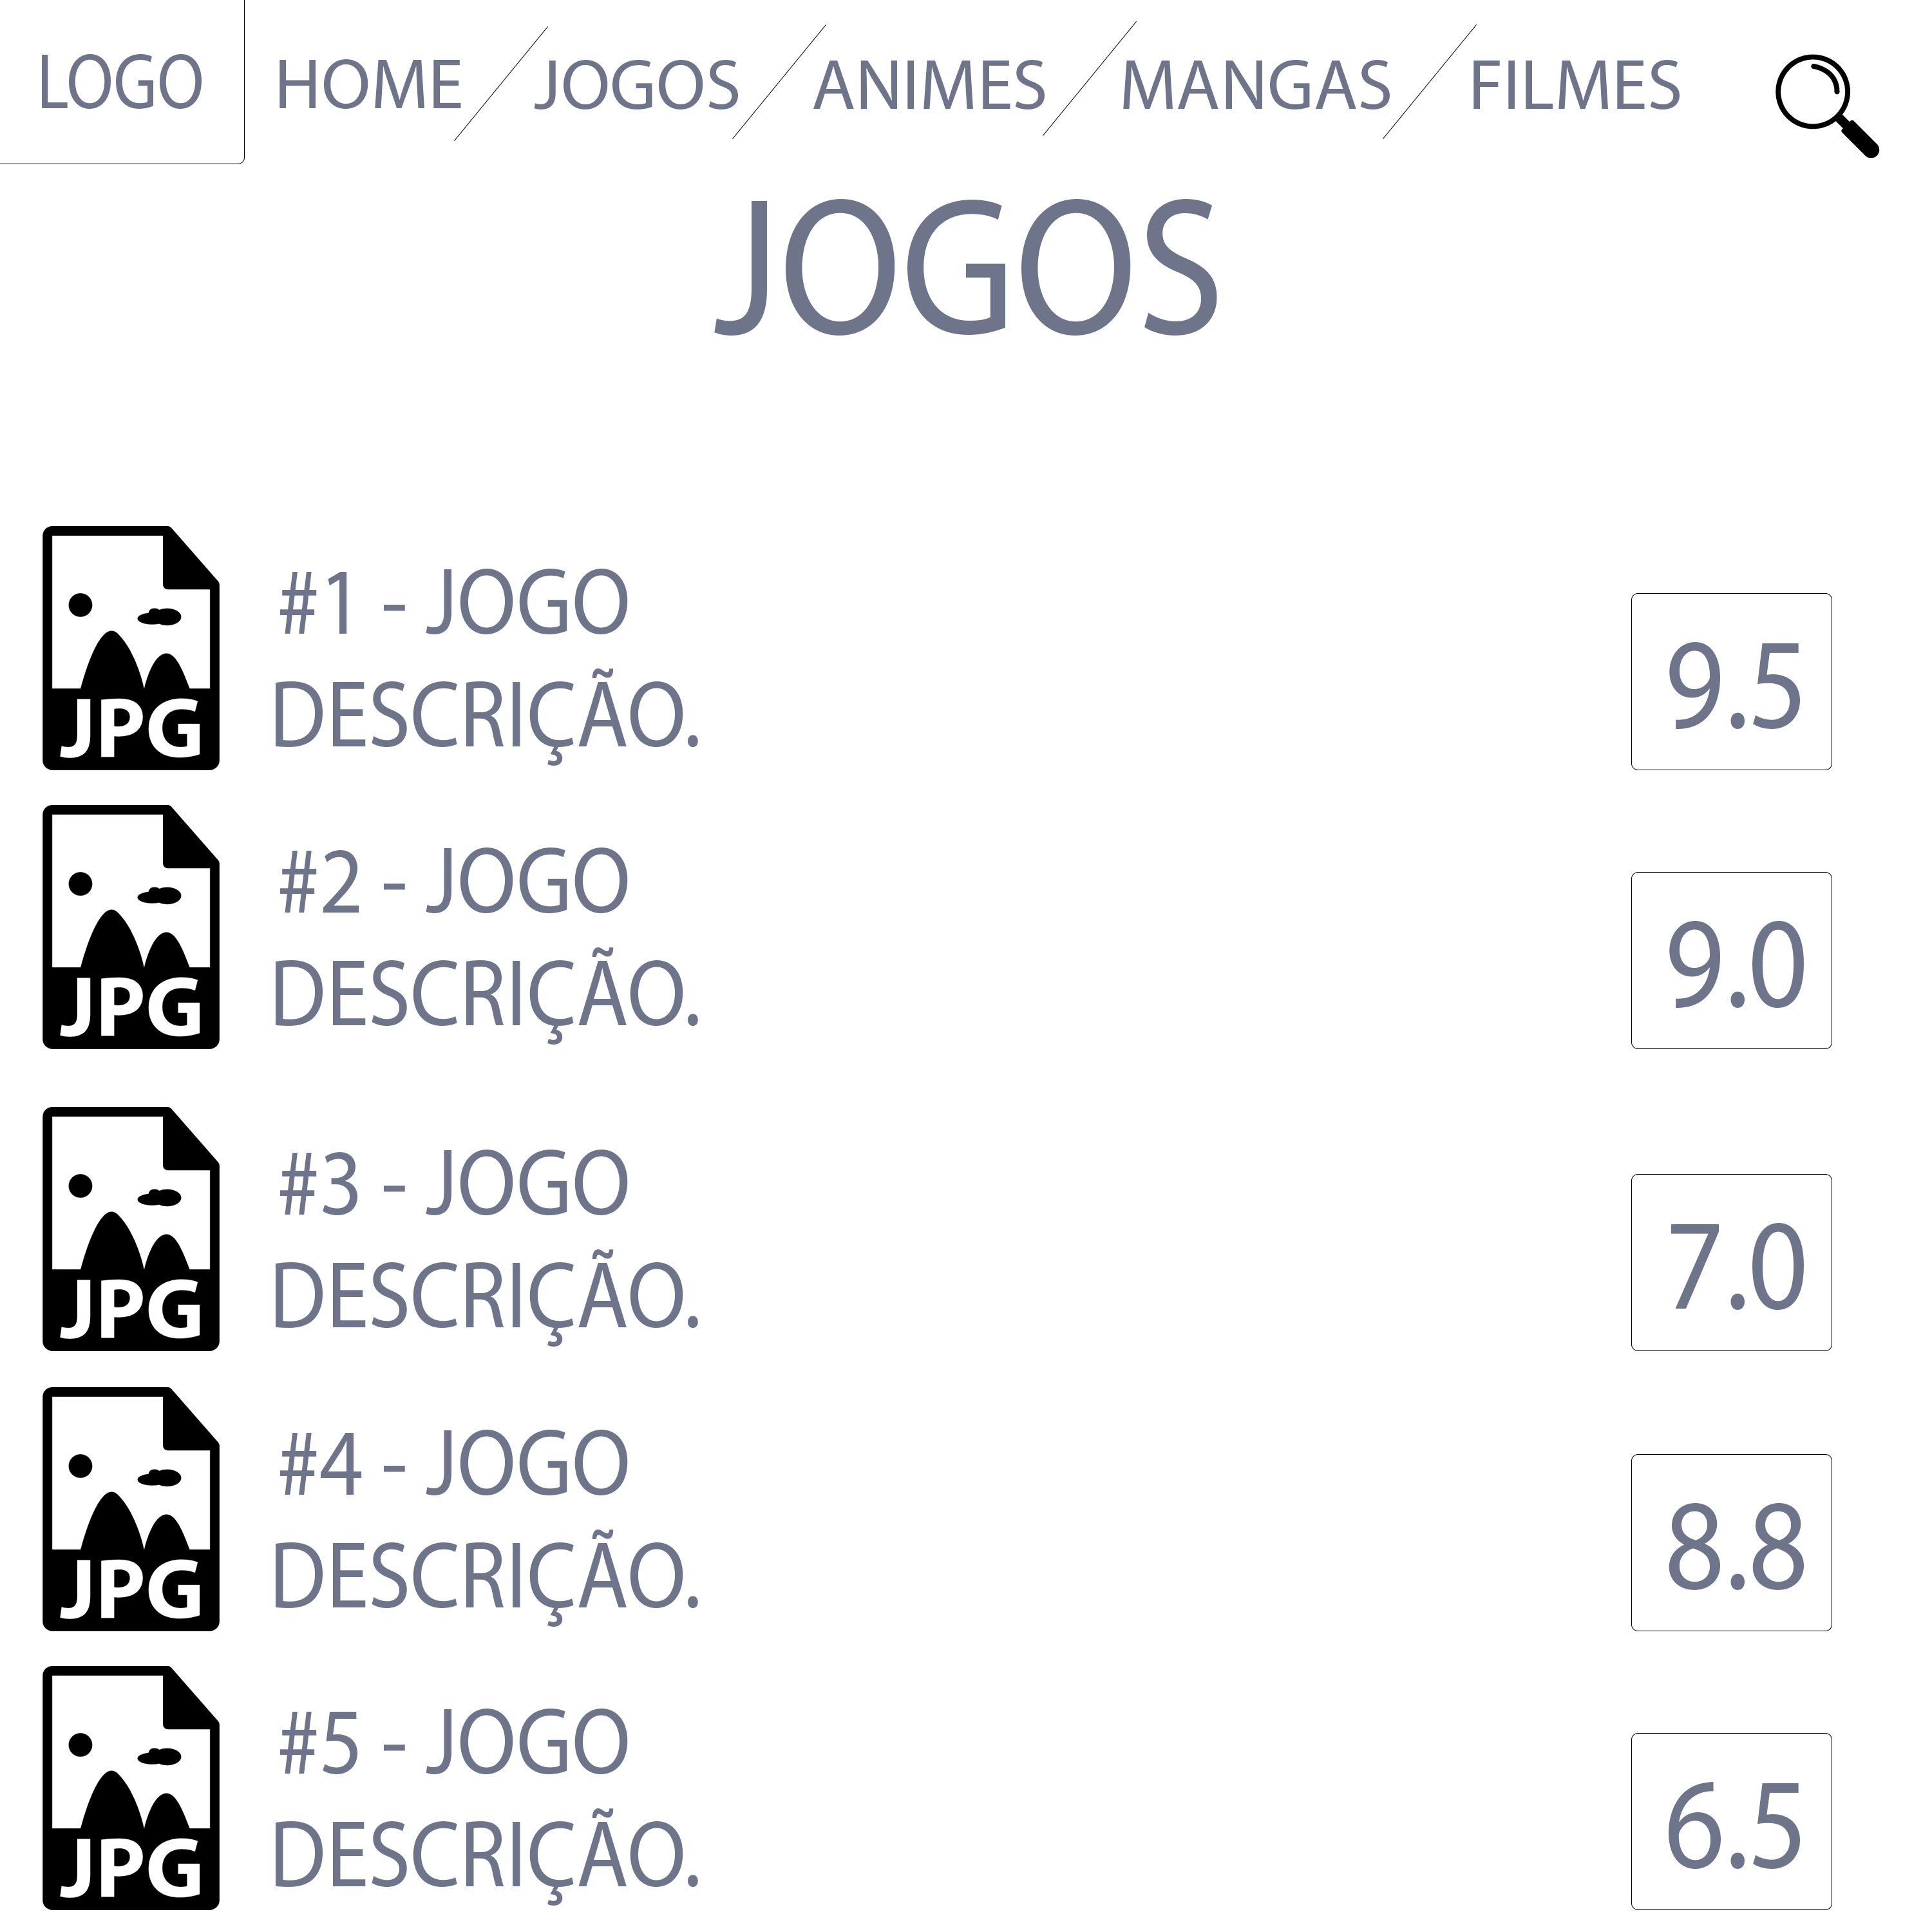 LOGO HOME JOGOS ANIMES MANGAS FILMES
JOGOS
#1 - JOGO
DESCRIÇÃO.
JPG
9.5
#2 - JOGO
DESCRIÇÃO.
JPG
9.0
#3 - JOGO
DESCRIÇÃO.
JPG
7.0
#4 - JOGO
DESCRIÇÃO.
JPG
8.8
#5 - JOGO
DESCRIÇÃO.
JPG
6.5